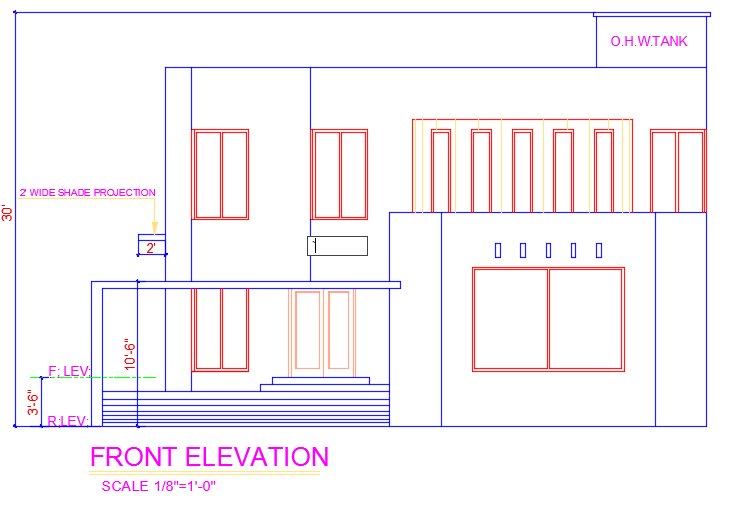 O.H.W.TANK
2' WIDE SHADE PROJECTION
30'
2'
10'-6"
F; LEV;
3'-6"
R;LEV;
FRONT ELEVATION
SCALE 1/8"=1'-0"